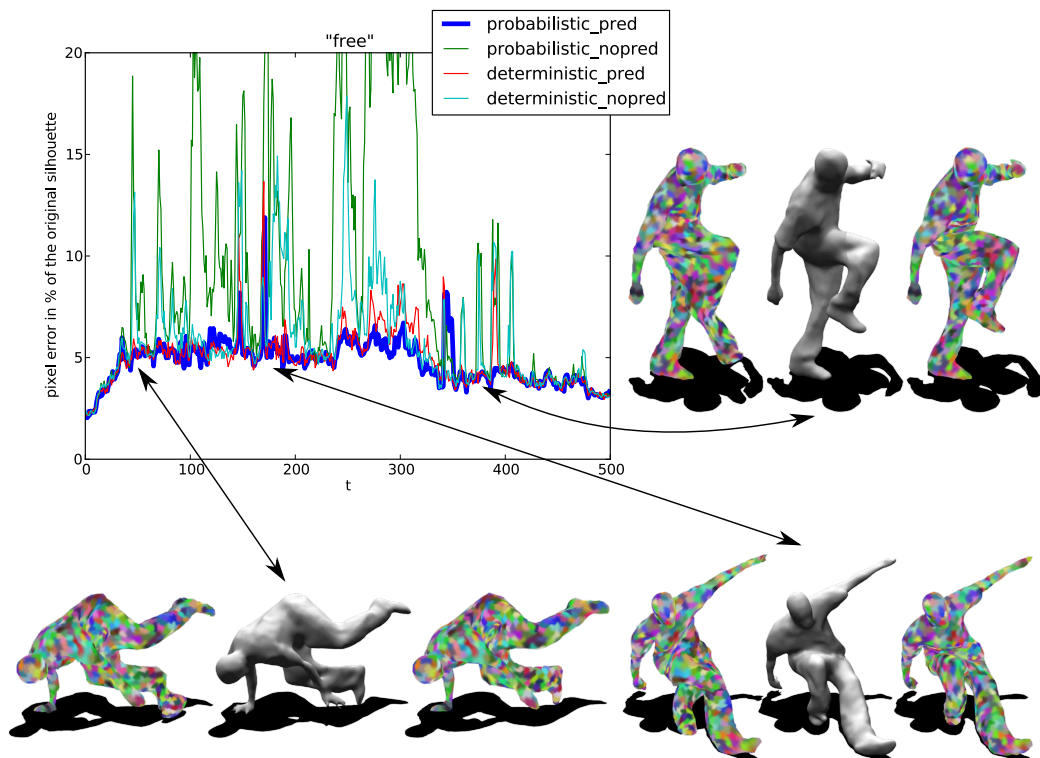 "free"
probabilistic_pred
probabilistic_nopred
deterministic_pred
deterministic_nopred
pixel error in % of the original silhouette
20
15
10
5
0
0 100 200 300 400 500
t